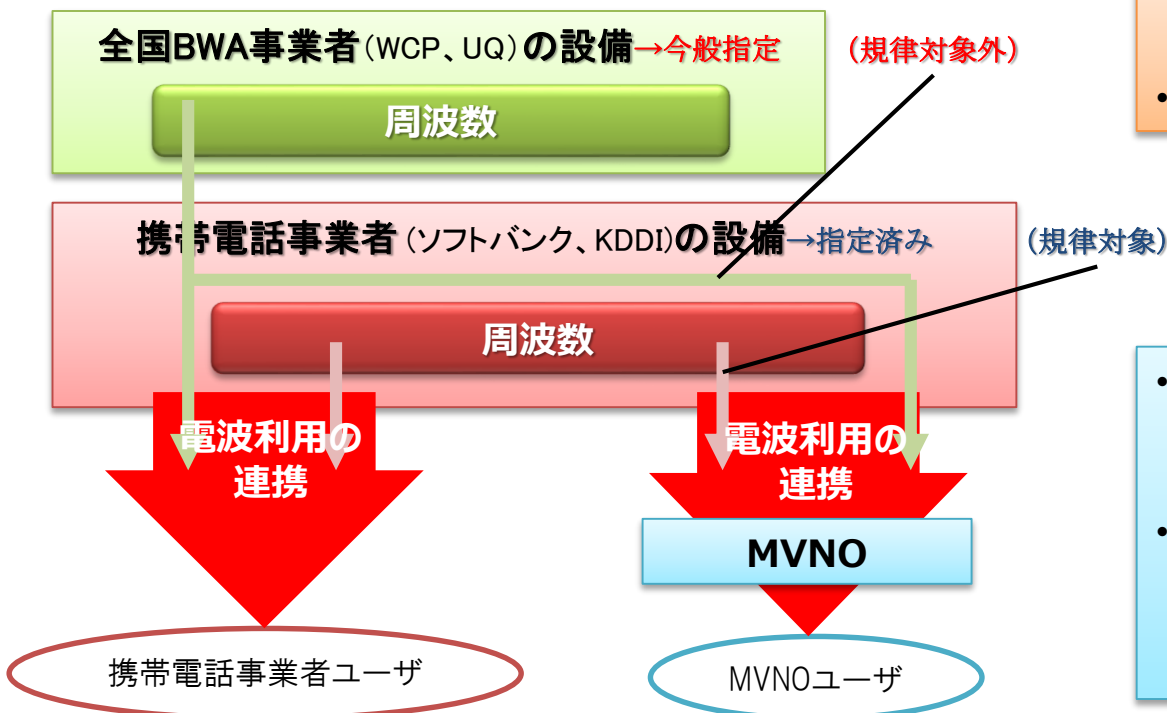 全国BWA事業者(WCP、UQ)の設備→今般指定
(規律対象外)
周波数
携帯電話事業者(ソフトバンク、KDDI)の設備→指定済み
(規律対象)
周波数
電波利用の
連携
電波利用の
連携
MVNO
携帯電話事業者ユーザ
MVNOユーザ